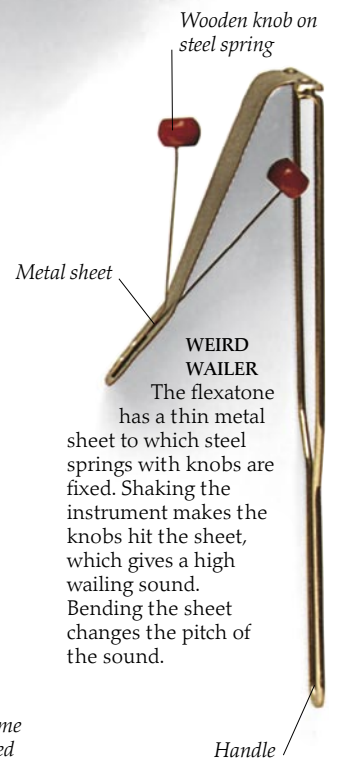 Wooden knob on
steel spring
Metal sheet
WEIRD
WAILER
The flexatone
has a thin metal
sheet to which steel
springs with knobs are
fixed. Shaking the
instrument makes the
knobs hit the sheet,
which gives a high
wailing sound.
Bending the sheet
changes the pitch of
the sound.
Handle